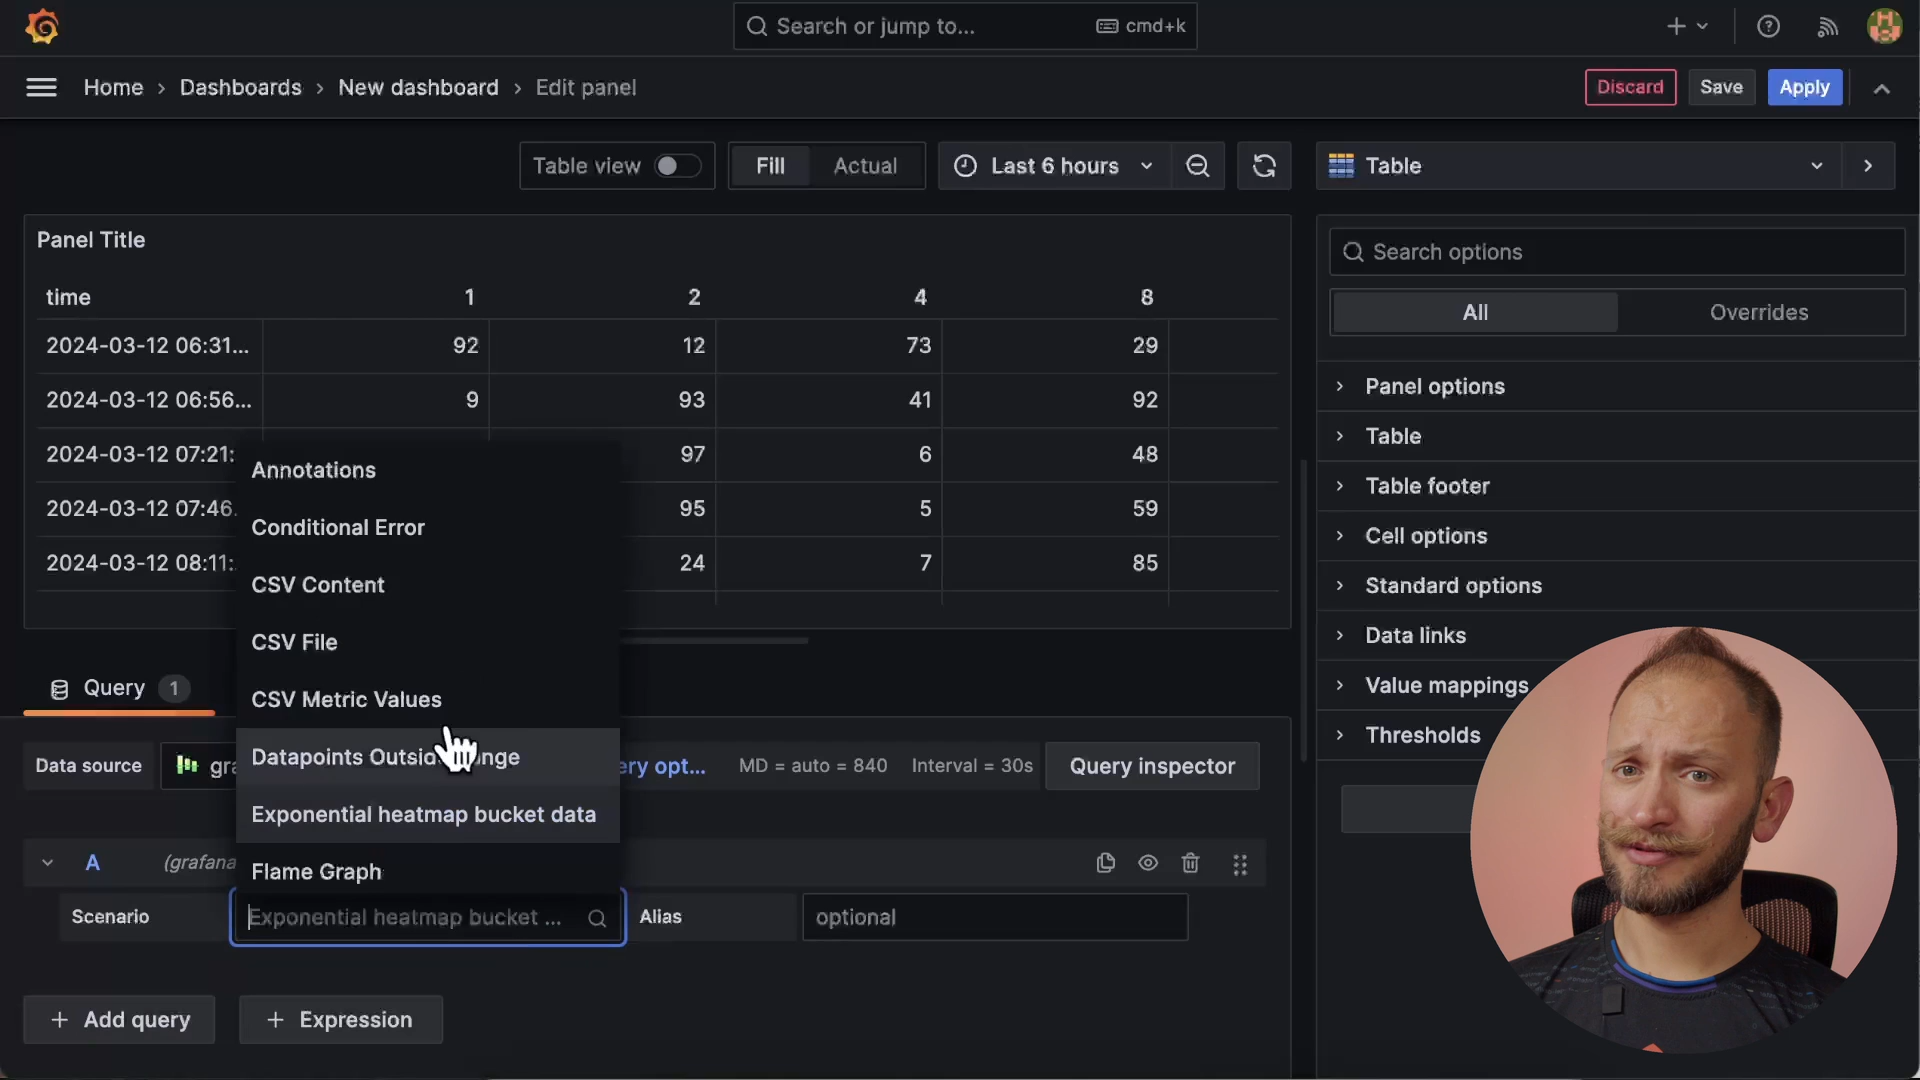 Search or jump to... cmd+k
Home › Dashboards › New dashboard › Edit panel
Discard Save Apply
Table view Fill Actual Last 6 hours
Table
Panel Title
time 1 2 4 8
2024-03-12 06:31... 92 12 73 29
2024-03-12 06:56... 9 93 41 92
2024-03-12 07:21: 97 6 48
2024-03-12 07:46. 95 5 59
2024-03-12 08:11: 24 7 85
Annotations
Conditional Error
CSV Content
CSV File
CSV Metric Values
Datapoints
Exponential heatmap bucket data
Flame Graph
Query 1
Data source MD = auto = 840 Interval = 30s Query inspector
A (grafana
Scenario Exponential heatmap bucket ... Alias optional
+ Add query + Expression
Search options
All Overrides
Panel options
Table
Table footer
Cell options
Standard options
Data links
Value mappings
Thresholds